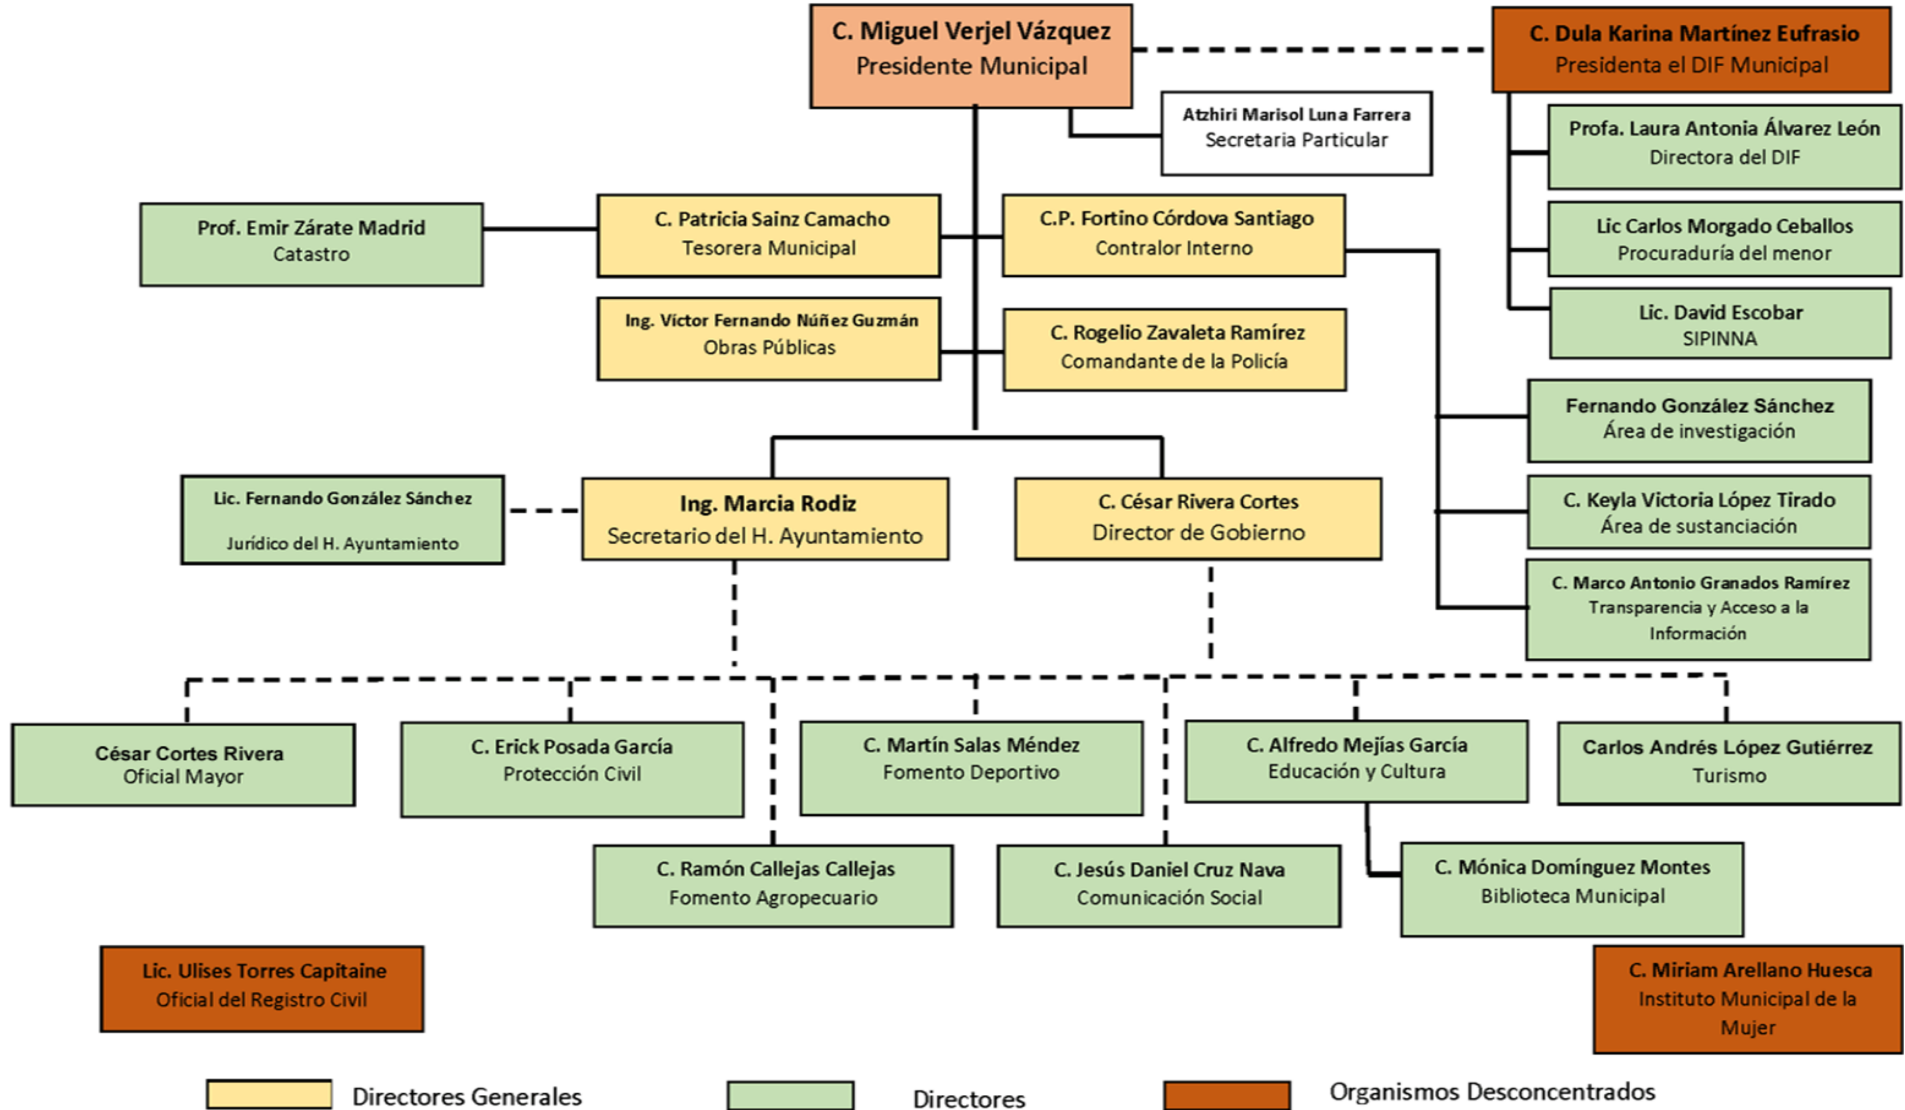 C. Miguel Verjel Vázquez
Presidente Municipal
C. Dula Karina Martínez Eufrasio
Presidenta el DIF Municipal
Atzhiri Marisol Luna Farrera
Secretaria Particular
Profa. Laura Antonia Álvarez León
Directora del DIF
Prof. Emir Zárate Madrid
Catastro
C. Patricia Sainz Camacho
Tesorera Municipal
C.P. Fortino Córdova Santiago
Contralor Interno
Lic Carlos Morgado Ceballos
Procuraduría del menor
Ing. Víctor Fernando Núñez Guzmán
Obras Públicas
C. Rogelio Zavaleta Ramírez
Comandante de la Policía
Lic. David Escobar
SIPINNA
Fernando González Sánchez
Área de investigación
Lic. Fernando González Sánchez
Jurídico del H. Ayuntamiento
Ing. Marcia Rodiz
Secretario del H. Ayuntamiento
C. César Rivera Cortes
Director de Gobierno
C. Keyla Victoria López Tirado
Área de sustanciación
C. Marco Antonio Granados Ramírez
Transparencia y Acceso a la
Información
César Cortes Rivera
Oficial Mayor
C. Erick Posada García
Protección Civil
C. Martín Salas Méndez
Fomento Deportivo
C. Alfredo Mejías García
Educación y Cultura
Carlos Andrés López Gutiérrez
Turismo
C. Ramón Callejas Callejas
Fomento Agropecuario
C. Jesús Daniel Cruz Nava
Comunicación Social
C. Mónica Domínguez Montes
Biblioteca Municipal
Lic. Ulises Torres Capitaine
Oficial del Registro Civil
C. Miriam Arellano Huesca
Instituto Municipal de la
Mujer
Directores Generales
Directores
Organismos Desconcentrados